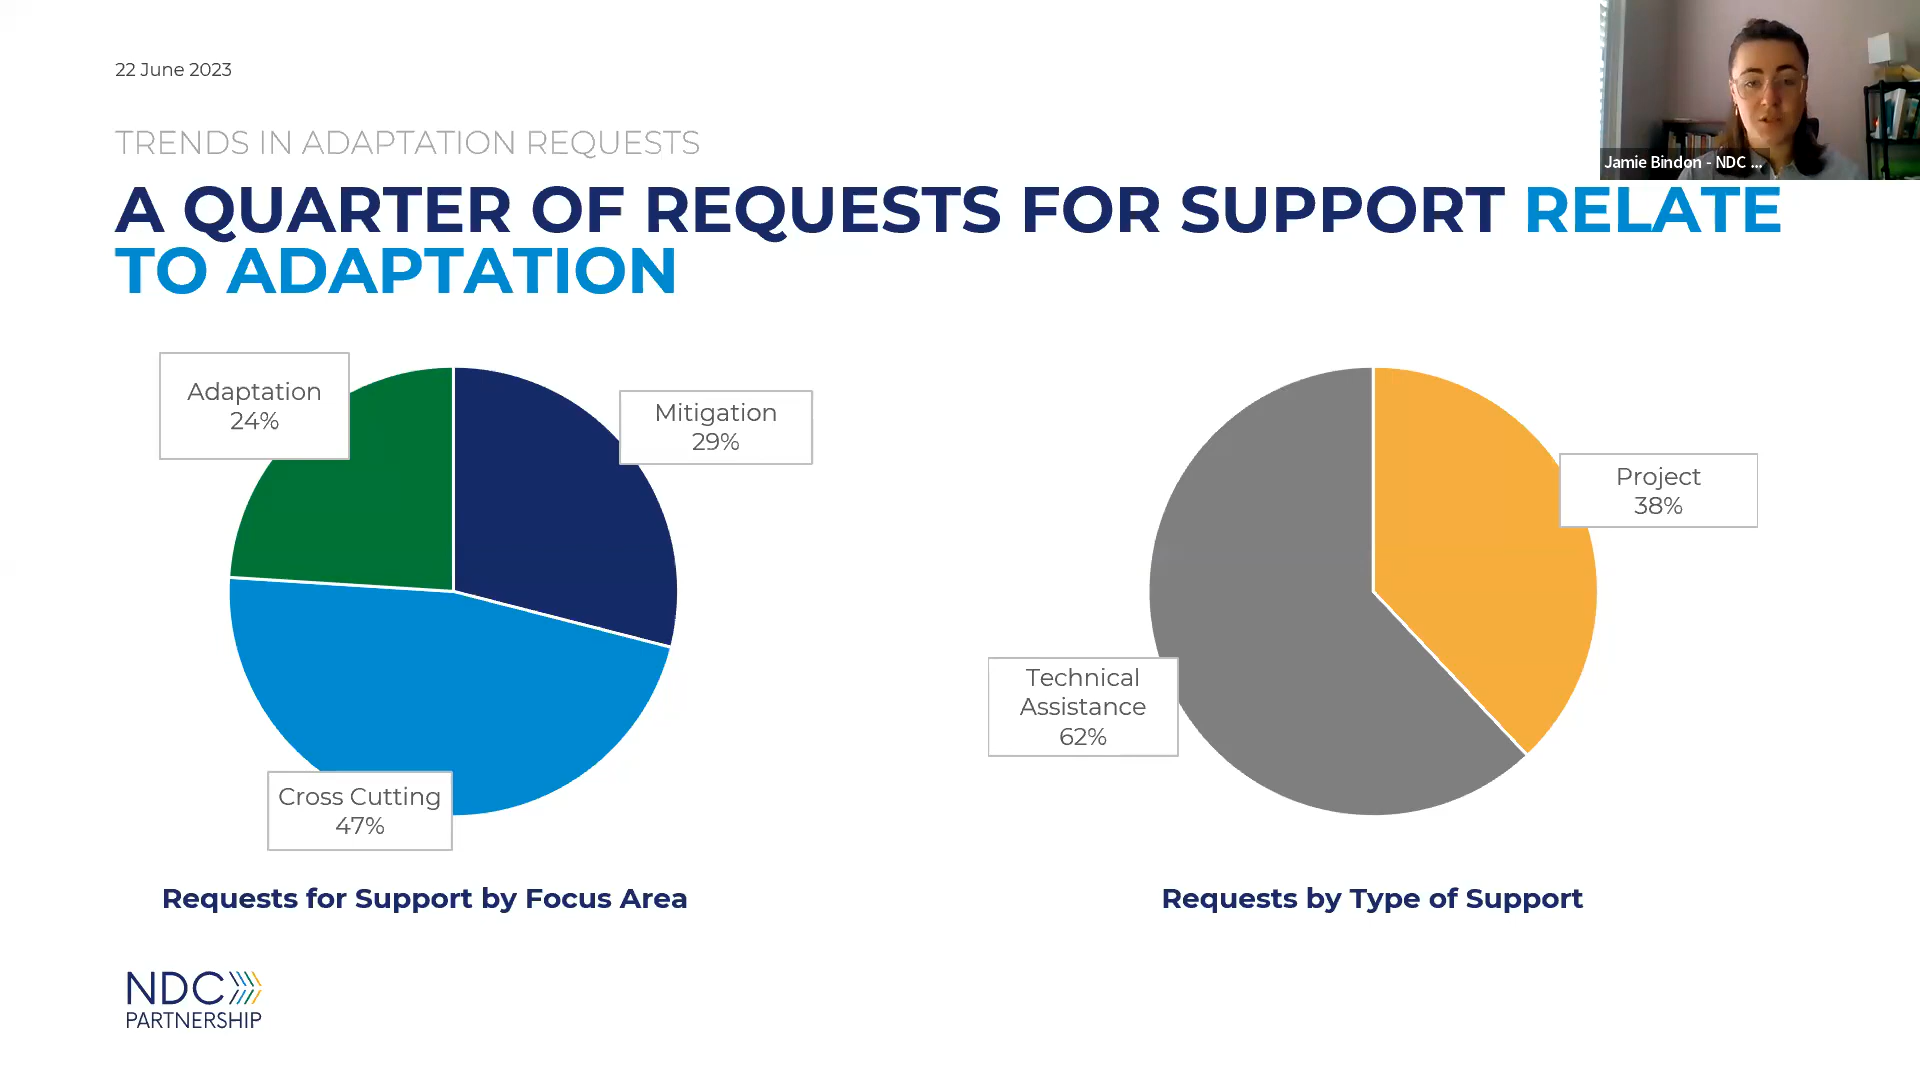 22 June 2023
TRENDS IN ADAPTATION REQUESTS
A QUARTER OF REQUESTS FOR SUPPORT RELATE
TO ADAPTATION
Jamie Bindon - NDC ...
Adaptation
24%
Mitigation
29%
Cross Cutting
47%
Requests for Support by Focus Area
Project
38%
Technical
Assistance
62%
Requests by Type of Support
NDC
PARTNERSHIP